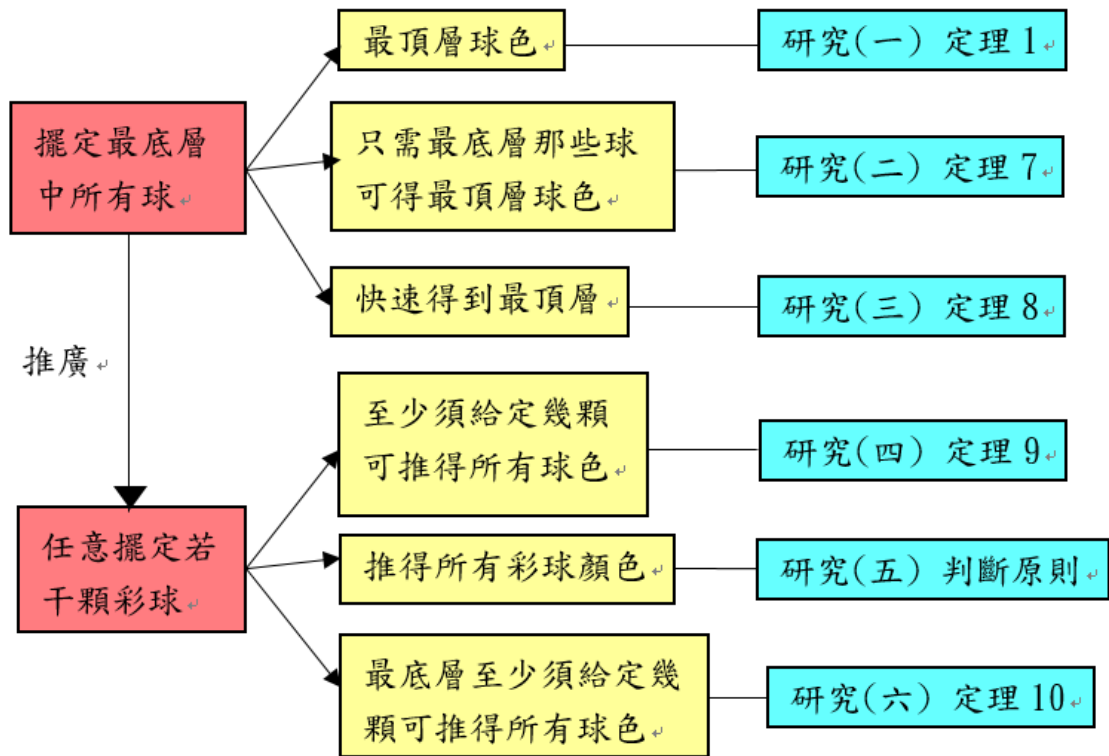 擺定最底層
中所有球
最頂層球色
研究(一) 定理 1
只需最底層那些球
可得最頂層球色
研究(二) 定理 7
快速得到最頂層
研究(三) 定理 8
推廣
任意擺定若
干顆彩球
至少須給定幾顆
可推得所有球色
研究(四) 定理 9
推得所有彩球顏色
研究(五) 判斷原則
最底層至少須給定幾
顆可推得所有球色
研究(六) 定理 10